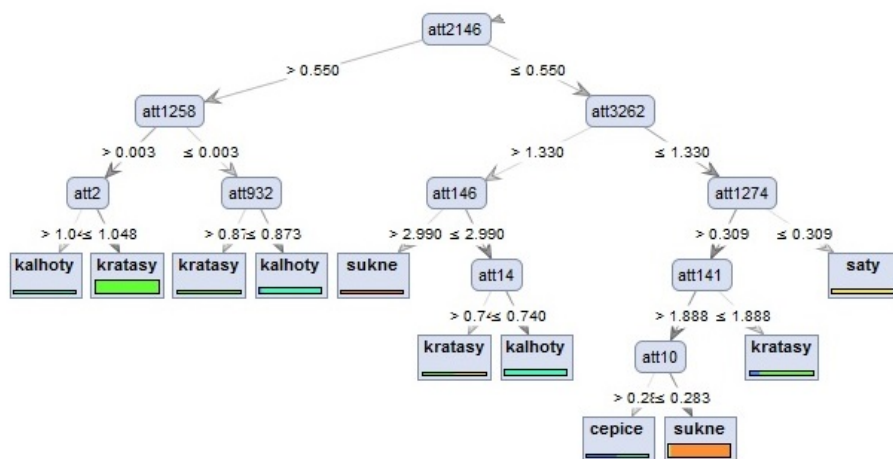 att2146
> 0.550 ≤ 0.550
att1258 att3262
> 0.003 ≤ 0.003 > 1.330 ≤ 1.330
att2 att932 att146 att1274
≤ 1.048 ≤ 0.873 > 2.990 ≤ 2.990 > 0.309 ≤ 0.309
kalhoty kratasy kratasy kalhoty sukne att14 att141 saty
≤ 0.740 > 1.888 ≤ 1.888
kratasy kalhoty att10 kratasy
≤ 0.283
cepice sukne